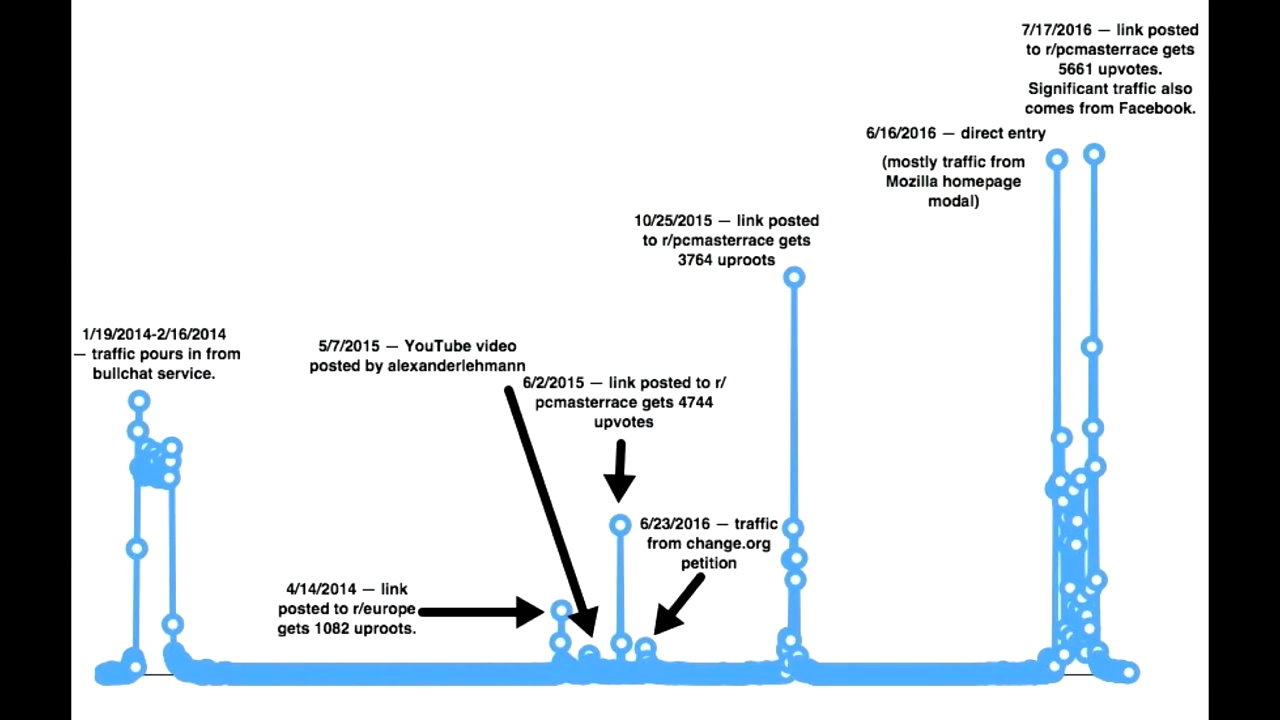 7/17/2016 — link posted
to r/pcmasterrace gets
5661 upvotes.
Significant traffic also
comes from Facebook.
6/16/2016 — direct entry
(mostly traffic from
Mozilla homepage
modal)
10/25/2015 — link posted
to r/pcmasterrace gets
3764 uproots
1/19/2014-2/16/2014
— traffic pours in from
bullchat service.
5/7/2015 — YouTube video
posted by alexanderlehmann
6/2/2015 — link posted to r/
pcmasterrace gets 4744
upvotes
6/23/2016 — traffic
from change.org
petition
4/14/2014 — link
posted to r/europe
gets 1082 uproots.